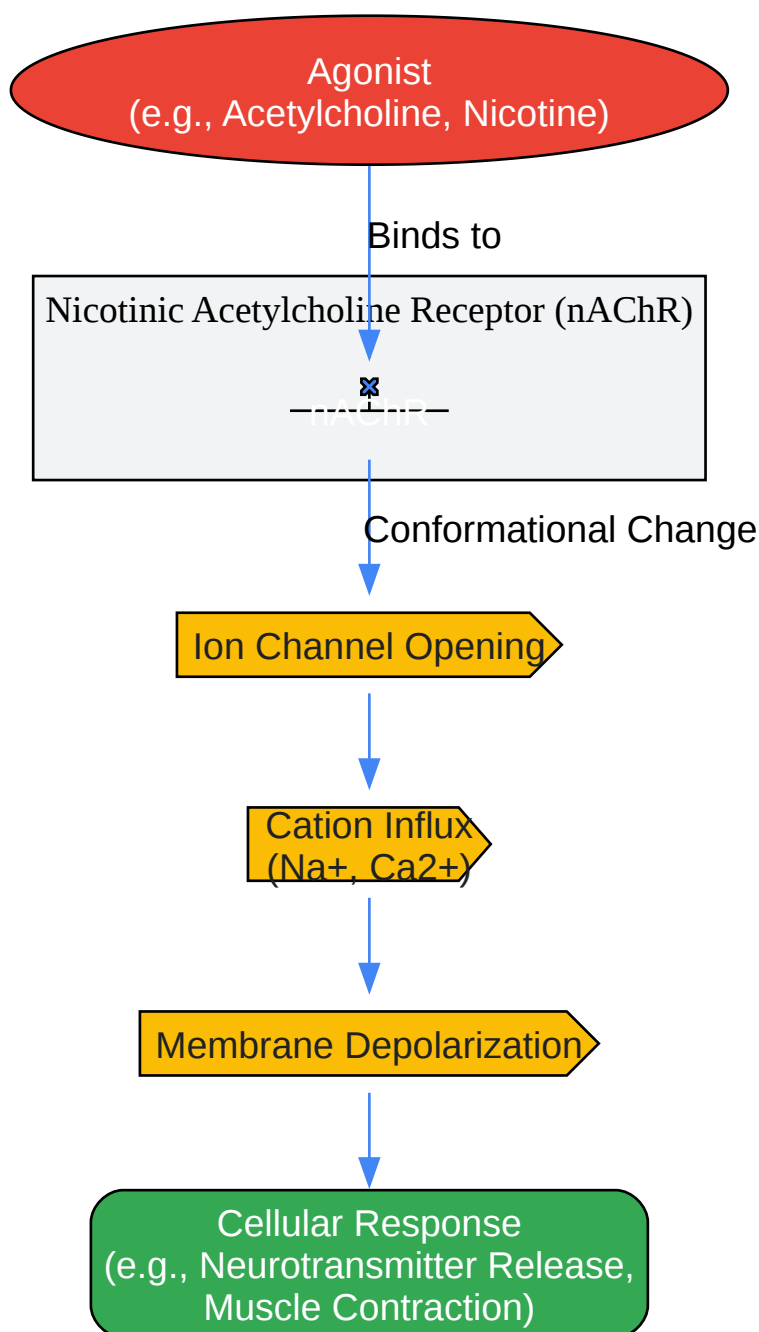 Agonist
(e.g., Acetylcholine, Nicotine)
Binds to
Nicotinic Acetylcholine Receptor (nAChR)
nAChR
Conformational Change
Ion Channel Opening
Cation Influx
(Na+, Ca2+)
Membrane Depolarization
Cellular Response
(e.g., Neurotransmitter Release,
Muscle Contraction)